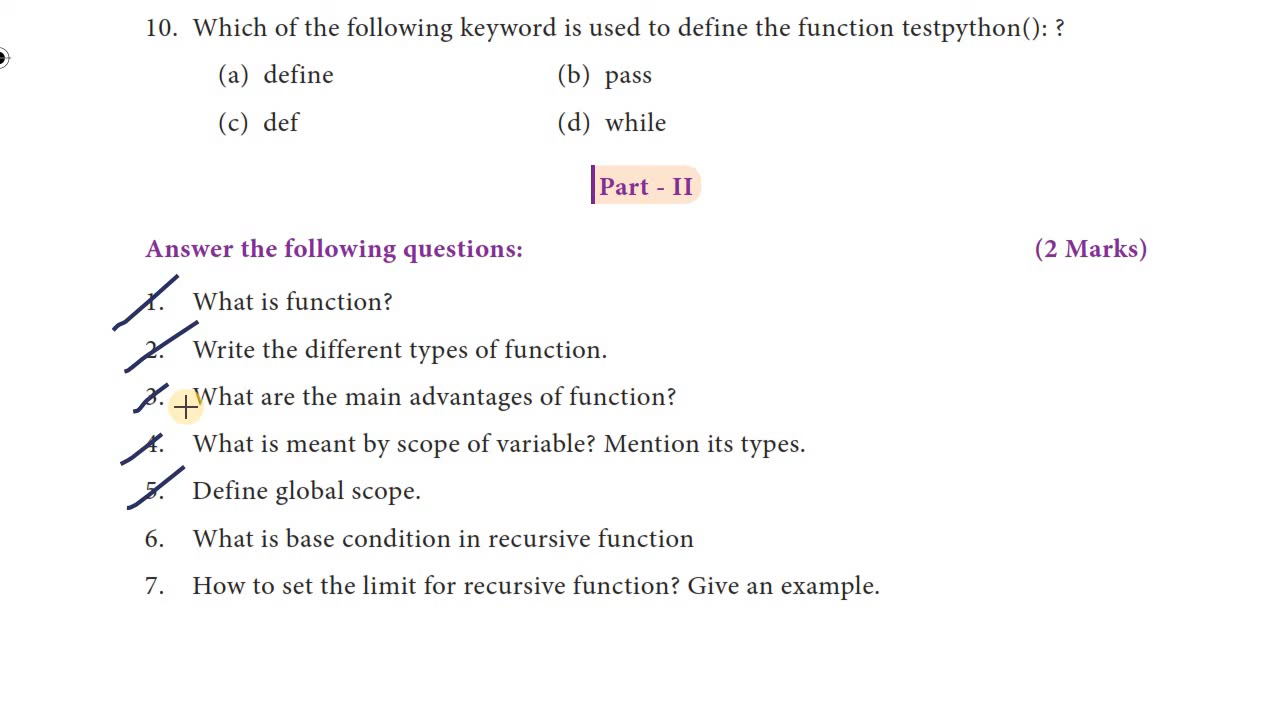 10. Which of the following keyword is used to define the function testpython(): ?
(a) define (b) pass
(c) def (d) while
Part - II
Answer the following questions: (2 Marks)
1. What is function?
2. Write the different types of function.
3. What are the main advantages of function?
4. What is meant by scope of variable? Mention its types.
5. Define global scope.
6. What is base condition in recursive function
7. How to set the limit for recursive function? Give an example.